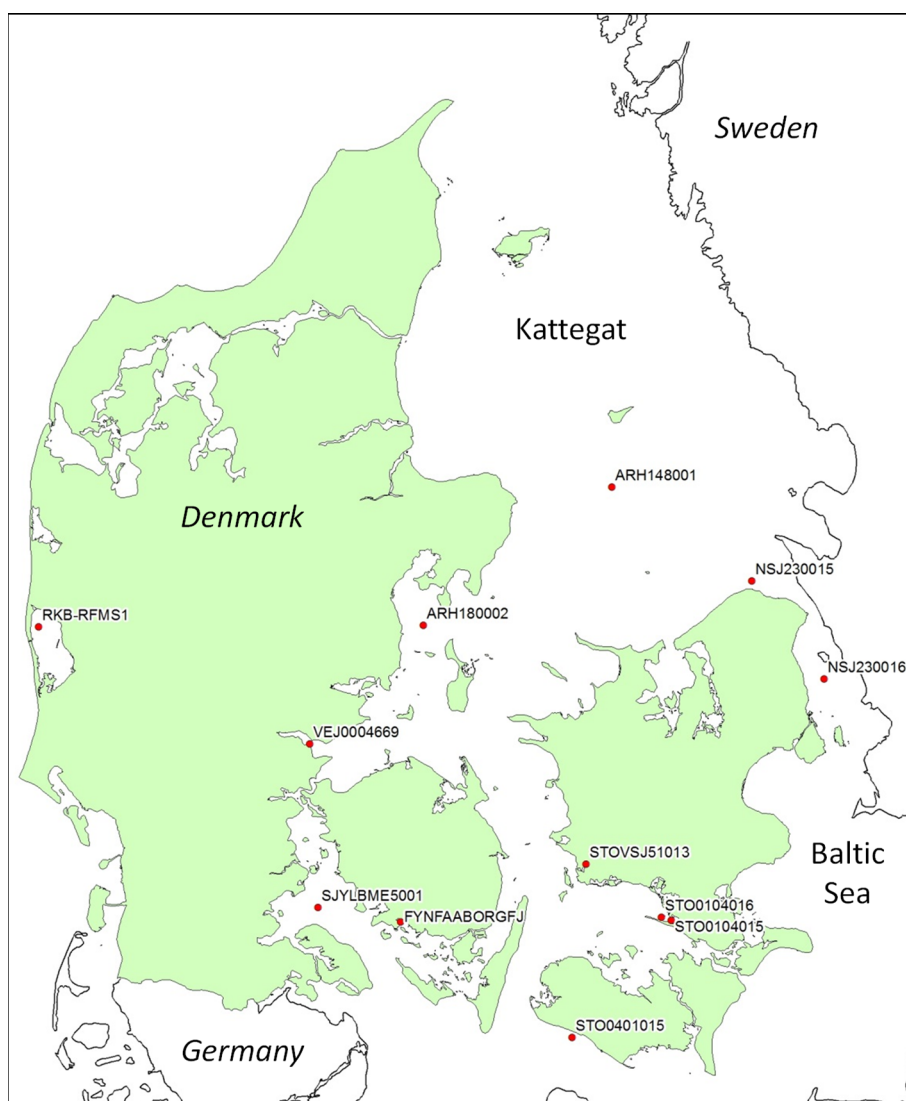 Sweden
Kattegat
ARH148001
Denmark
NSJ230015
RKB-RFMS1
ARH180002
NSJ230016
VEJ0004669
STOVSJ51013
Baltic
Sea
SJYLBME5001
FYNFAABORGFJ
STO0104016
STO0104015
STO0401015
Germany